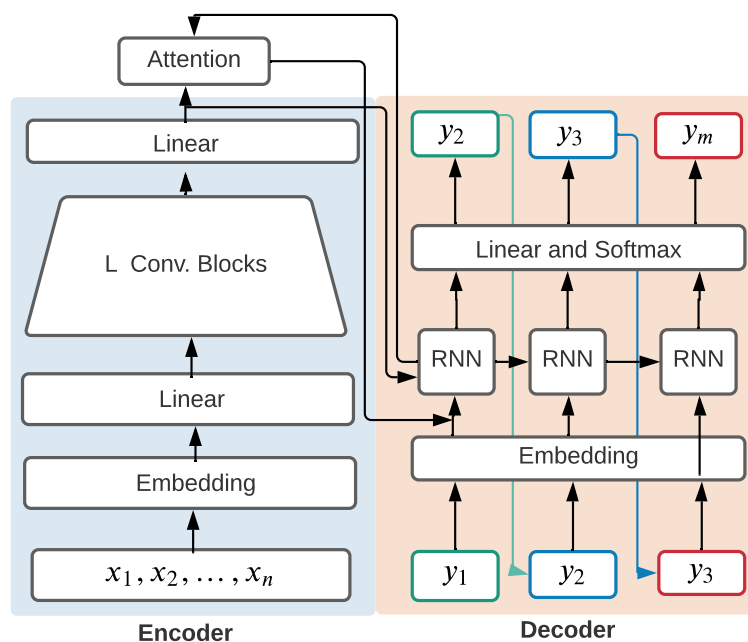 Attention
Linear
L Conv. Blocks
Linear
Embedding
x₁, x₂, ..., xₙ
Encoder
y₂ y₃ yₘ
Linear and Softmax
RNN RNN RNN
Embedding
y₁ y₂ y₃
Decoder